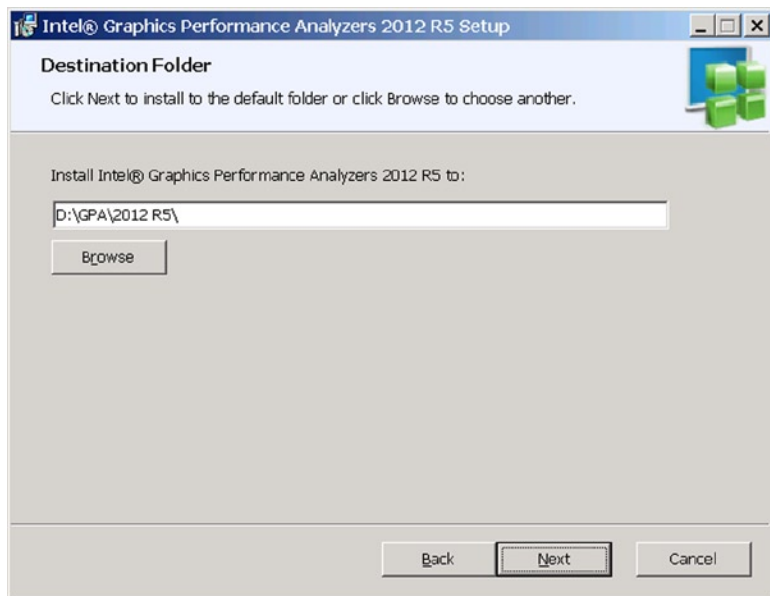 Intel® Graphics Performance Analyzers 2012 R5 Setup
Destination Folder
Click Next to install to the default folder or click Browse to choose another.
Install Intel® Graphics Performance Analyzers 2012 R5 to:
D:\GPA\2012 R5\
Browse
Back Next Cancel